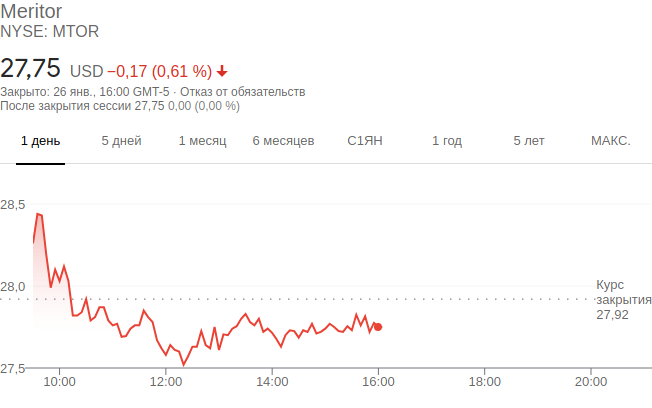 Meritor
NYSE: MTOR
27,75 USD −0,17 (0,61 %)
Закрыто: 26 янв., 16:00 GMT-5 · Отказ от обязательств
После закрытия сессии 27,75 0,00 (0,00 %)
1 день 5 дней 1 месяц 6 месяцев С1ЯН 1 год 5 лет МАКС.
28,5
28,0
Курс
закрытия
27,92
27,5
10:00 12:00 14:00 16:00 18:00 20:00